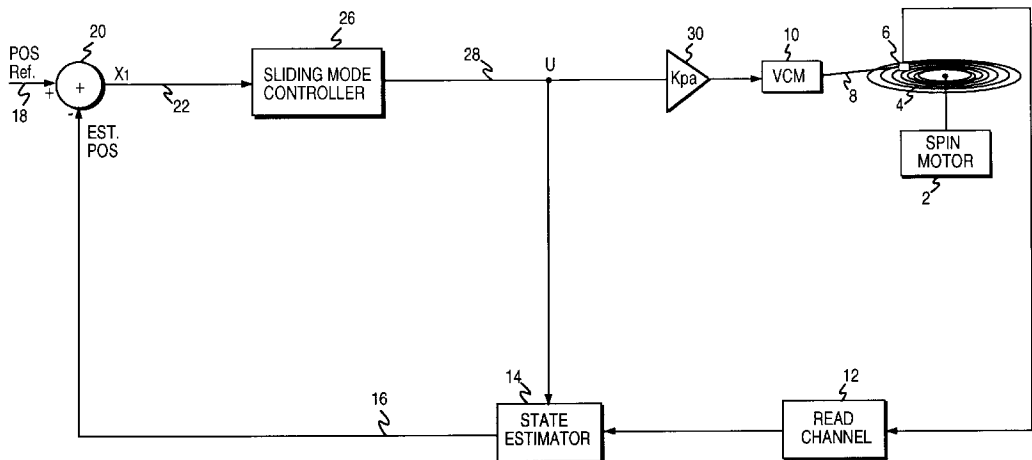 POS
Ref.
18
+
20
+
-
X1
22
26
SLIDING MODE
CONTROLLER
28
U
30
Kpa
10
VCM
8
6
4
SPIN
MOTOR
2
EST.
POS
16
14
STATE
ESTIMATOR
12
READ
CHANNEL